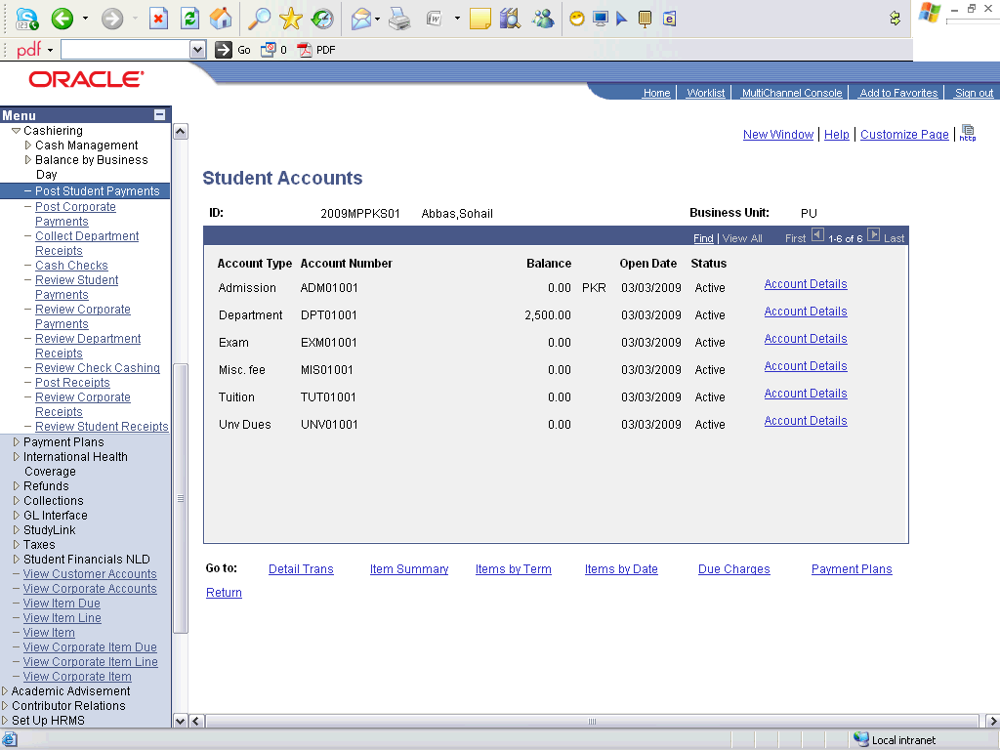 pdf Go 0 PDF
ORACLE
Home Worklist MultiChannel Console Add to Favorites Sign out
Menu
Cashiering
Cash Management
Balance by Business
Day
Post Student Payments
Post Corporate
Payments
Collect Department
Receipts
Cash Checks
Review Student
Payments
Review Corporate
Payments
Review Department
Receipts
Review Check Cashing
Post Receipts
Review Corporate
Receipts
Review Student Receipts
Payment Plans
International Health
Coverage
Refunds
Collections
GL Interface
StudyLink
Taxes
Student Financials NLD
View Customer Accounts
View Corporate Accounts
View Item Due
View Item Line
View Item
View Corporate Item Due
View Corporate Item Line
View Corporate Item
Academic Advisement
Contributor Relations
Set Up HRMS
New Window | Help | Customize Page | http
Student Accounts
ID: 2009MPPKS01 Abbas,Sohail Business Unit: PU
Find | View All First 1-6 of 6 Last
Account Type Account Number Balance Open Date Status
Admission ADM01001 0.00 PKR 03/03/2009 Active Account Details
Department DPT01001 2,500.00 03/03/2009 Active Account Details
Exam EXM01001 0.00 03/03/2009 Active Account Details
Misc. fee MIS01001 0.00 03/03/2009 Active Account Details
Tuition TUT01001 0.00 03/03/2009 Active Account Details
Unv Dues UNV01001 0.00 03/03/2009 Active Account Details
Go to: Detail Trans Item Summary Items by Term Items by Date Due Charges Payment Plans
Return
Local intranet